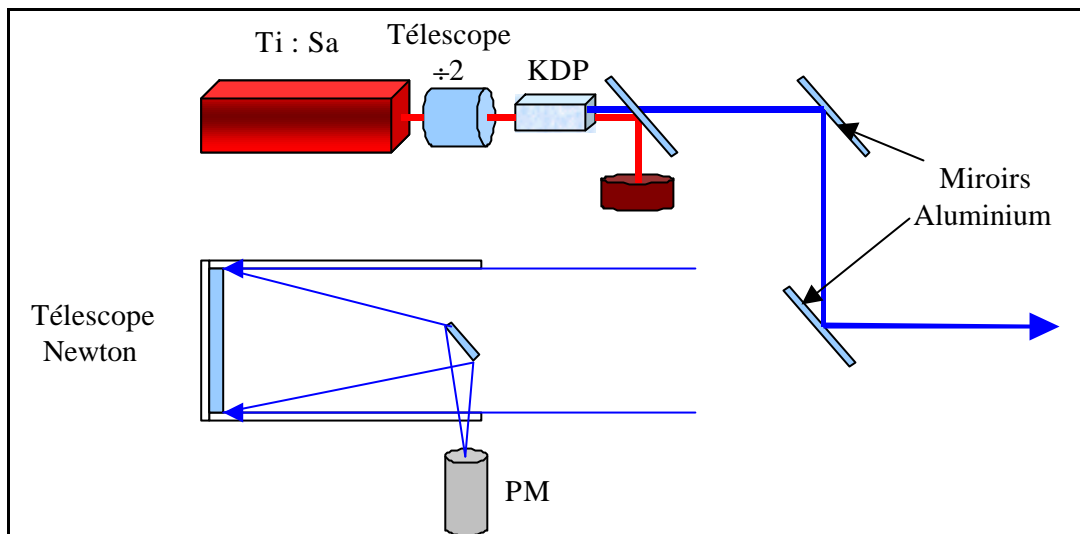 Ti : Sa
Télescope
÷2
KDP
Miroirs
Aluminium
Télescope
Newton
PM